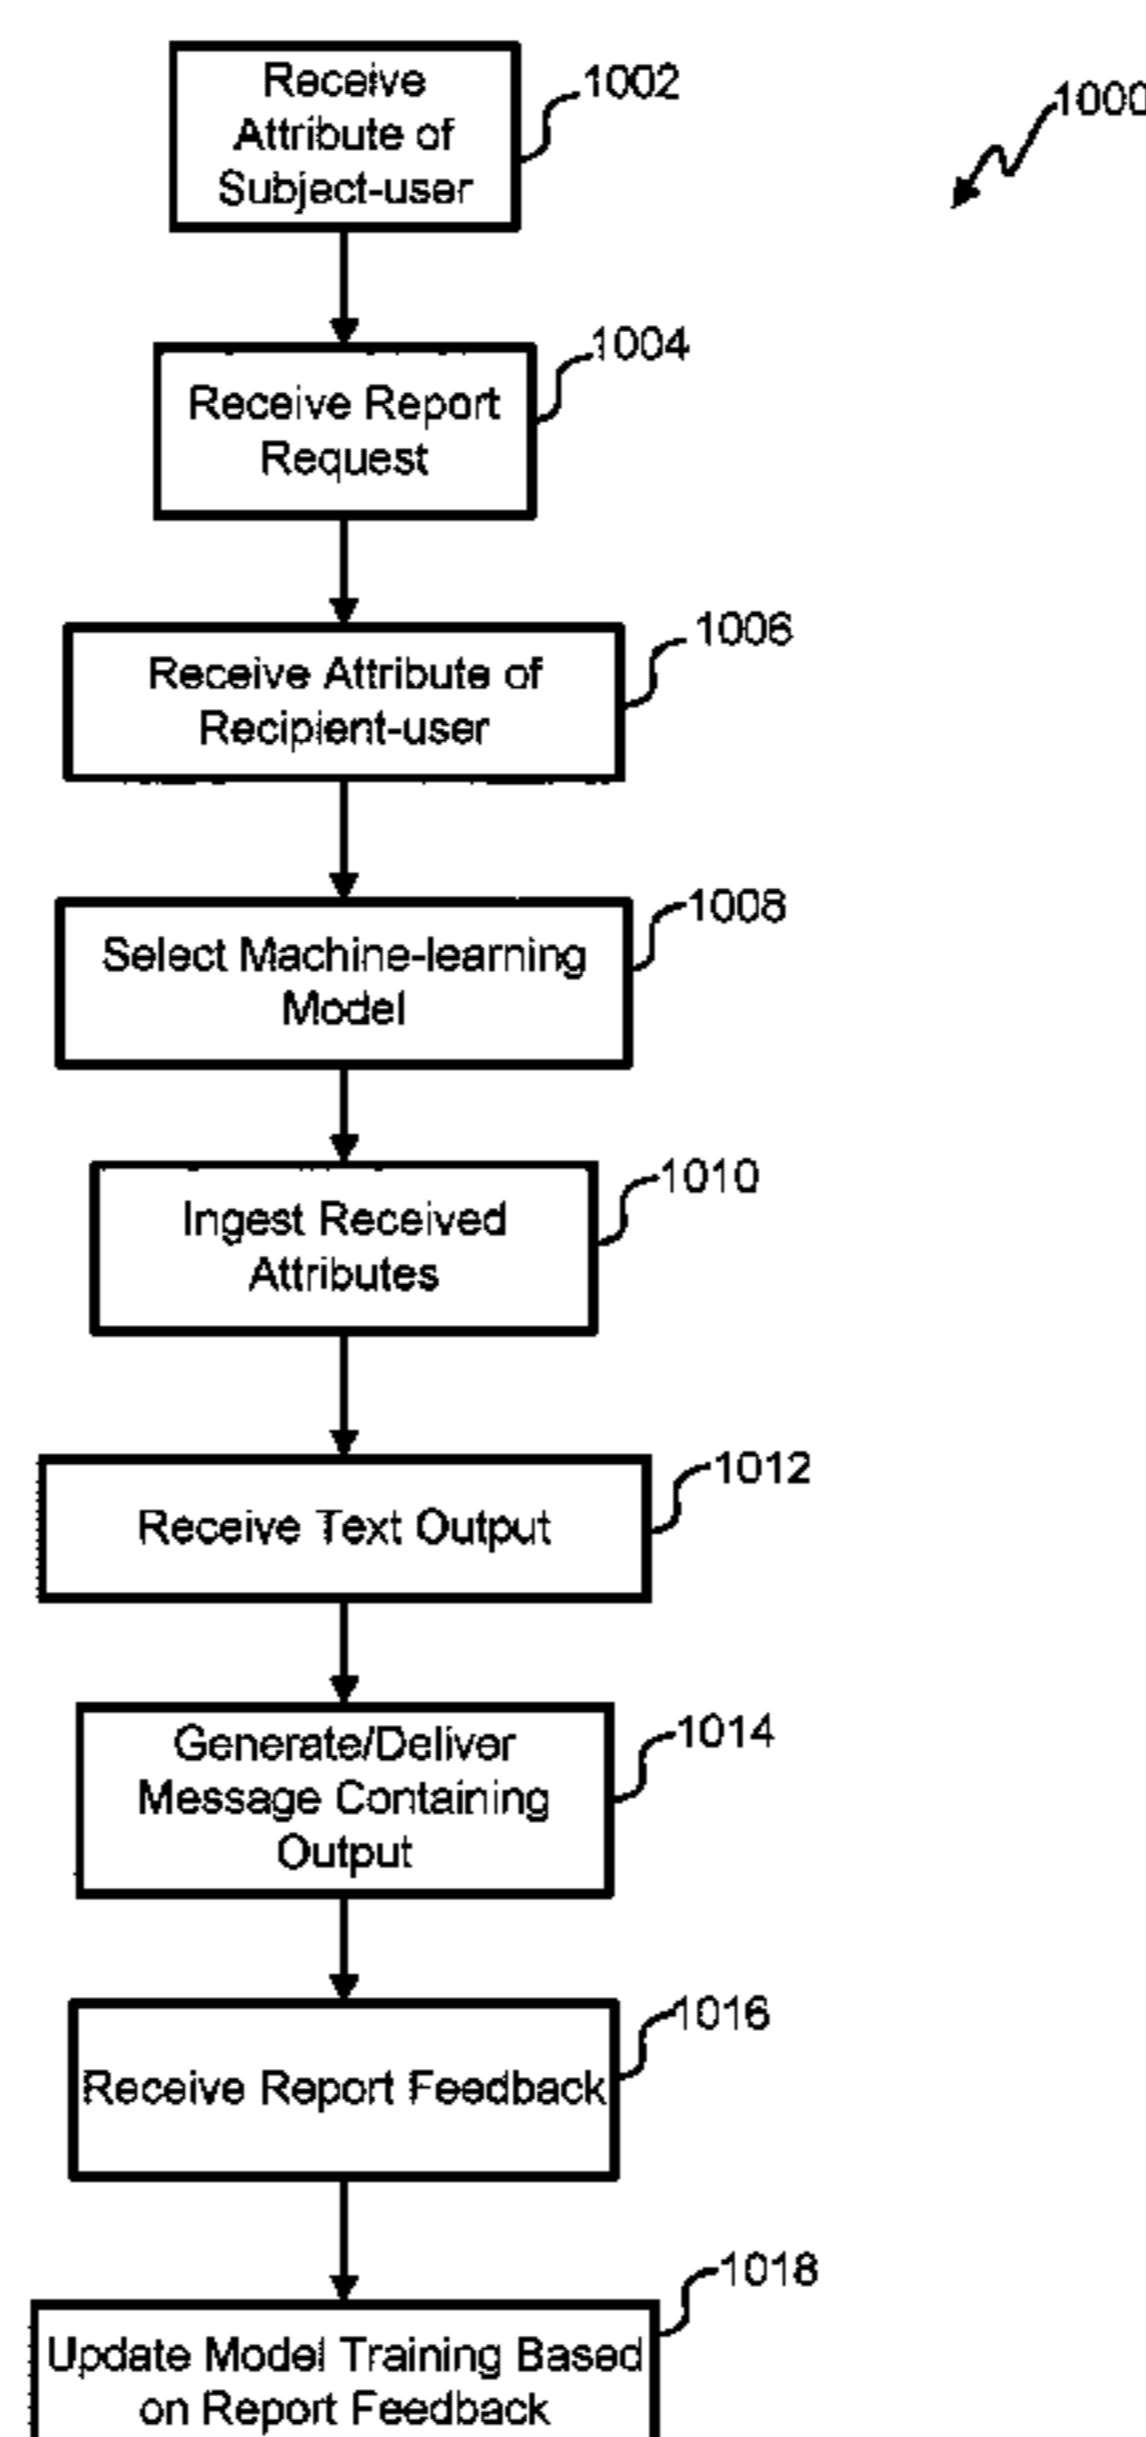 Receive
Attribute of
Subject-user
1002
1000
Receive Report
Request
1004
Receive Attribute of
Recipient-user
1006
Select Machine-learning
Model
1008
Ingest Received
Attributes
1010
Receive Text Output
1012
Generate/Deliver
Message Containing
Output
1014
Receive Report Feedback
1016
Update Model Training Based
on Report Feedback
1018